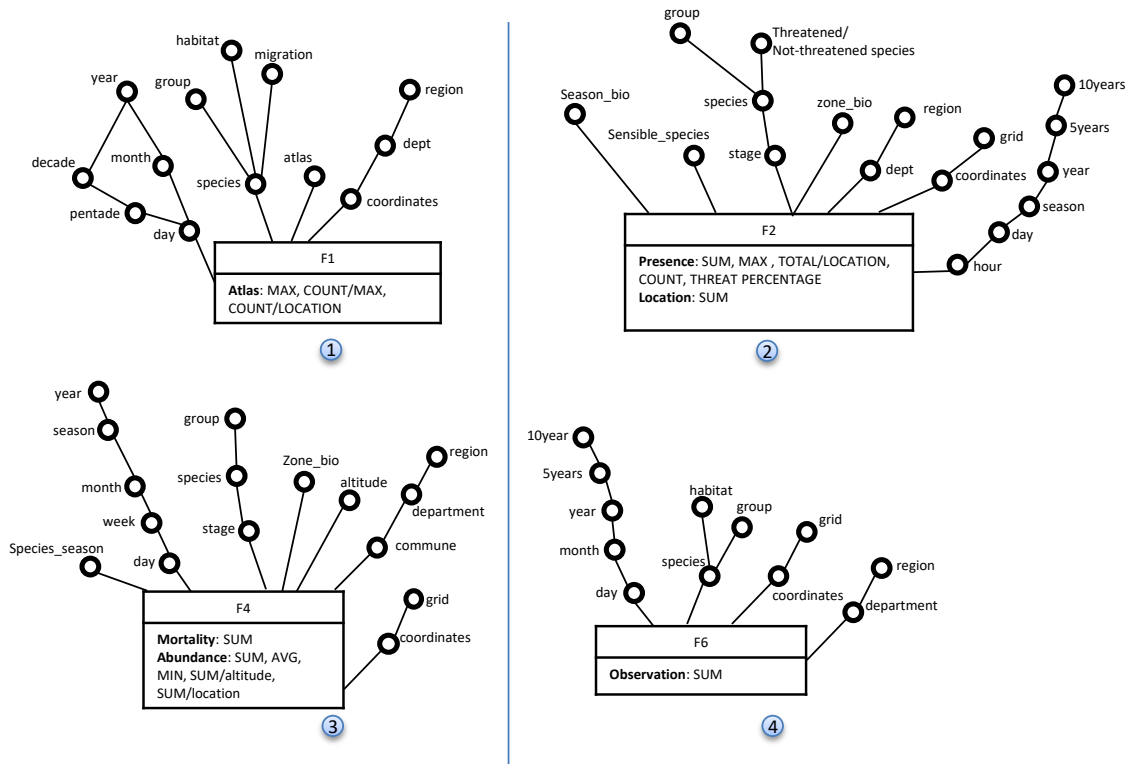 habitat
migration
year
group
region
decade
month
atlas
dept
species
pentade
coordinates
day
F1
Atlas: MAX, COUNT/MAX,
COUNT/LOCATION
1
group
Threatened/
Not-threatened species
10years
Season_bio
species
zone_bio
region
5years
Sensible_species
grid
stage
dept
coordinates
year
season
day
F2
hour
Presence: SUM, MAX , TOTAL/LOCATION,
COUNT, THREAT PERCENTAGE
Location: SUM
2
year
season
group
region
Zone_bio
altitude
species
month
department
week
stage
commune
Species_season
day
F4
grid
Mortality: SUM
Abundance: SUM, AVG,
MIN, SUM/altitude,
SUM/location
coordinates
3
10year
5years
habitat
group
year
grid
month
species
region
day
coordinates
department
F6
Observation: SUM
4